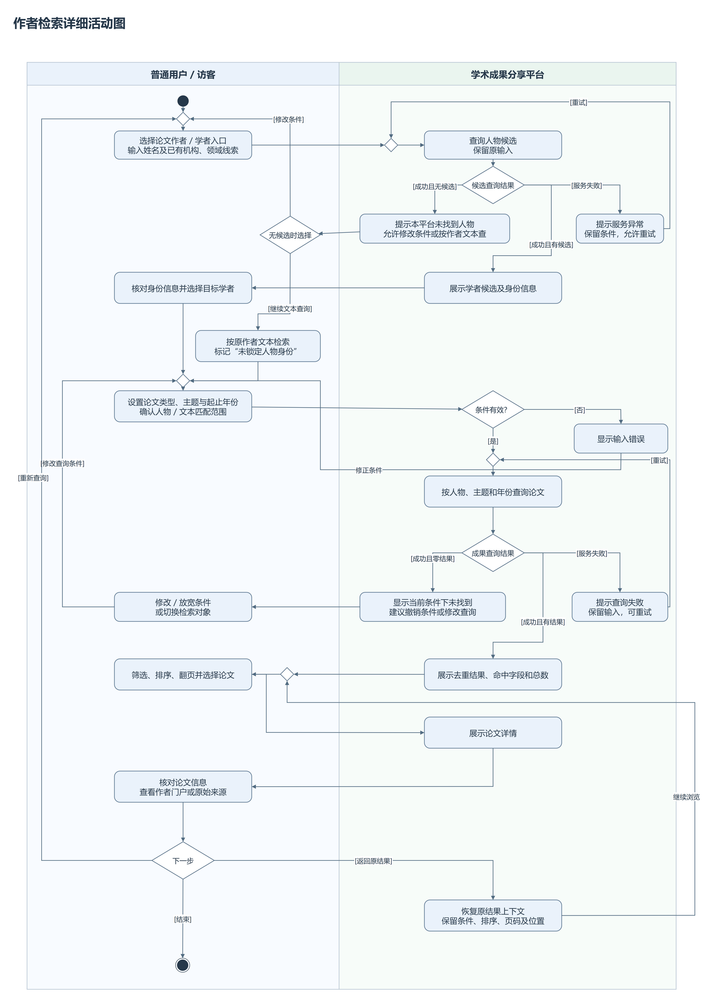 作者检索详细活动图
普通用户 / 访客
学术成果分享平台
[重试]
[修改条件]
选择论文作者 / 学者入口
输入姓名及已有机构、领域线索
查询人物候选
保留原输入
候选查询结果
[成功且无候选]
[服务失败]
提示本平台未找到人物
允许修改条件或按作者文本查
提示服务异常
保留条件，允许重试
无候选时选择
[成功且有候选]
核对身份信息并选择目标学者
展示学者候选及身份信息
[继续文本查询]
按原作者文本检索
标记“未锁定人物身份”
设置论文类型、主题与起止年份
确认人物 / 文本匹配范围
条件有效？
[否]
显示输入错误
[是]
[重试]
[修改查询条件]
修正条件
[重新查询]
按人物、主题和年份查询论文
成果查询结果
[成功且零结果]
[服务失败]
修改 / 放宽条件
或切换检索对象
显示当前条件下未找到
建议撤销条件或修改查询
提示查询失败
保留输入，可重试
[成功且有结果]
筛选、排序、翻页并选择论文
展示去重结果、命中字段和总数
展示论文详情
核对论文信息
查看作者门户或原始来源
继续浏览
下一步
[返回原结果]
恢复原结果上下文
保留条件、排序、页码及位置
[结束]